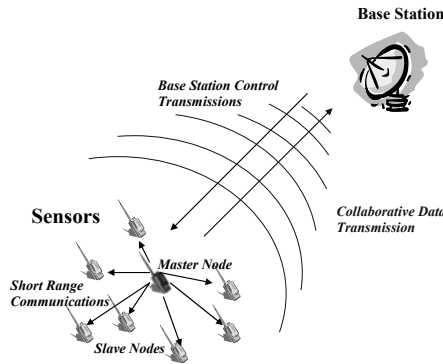 Base Station
Base Station Control
Transmissions
Collaborative Data
Transmission
Sensors
Master Node
Short Range
Communications
Slave Nodes